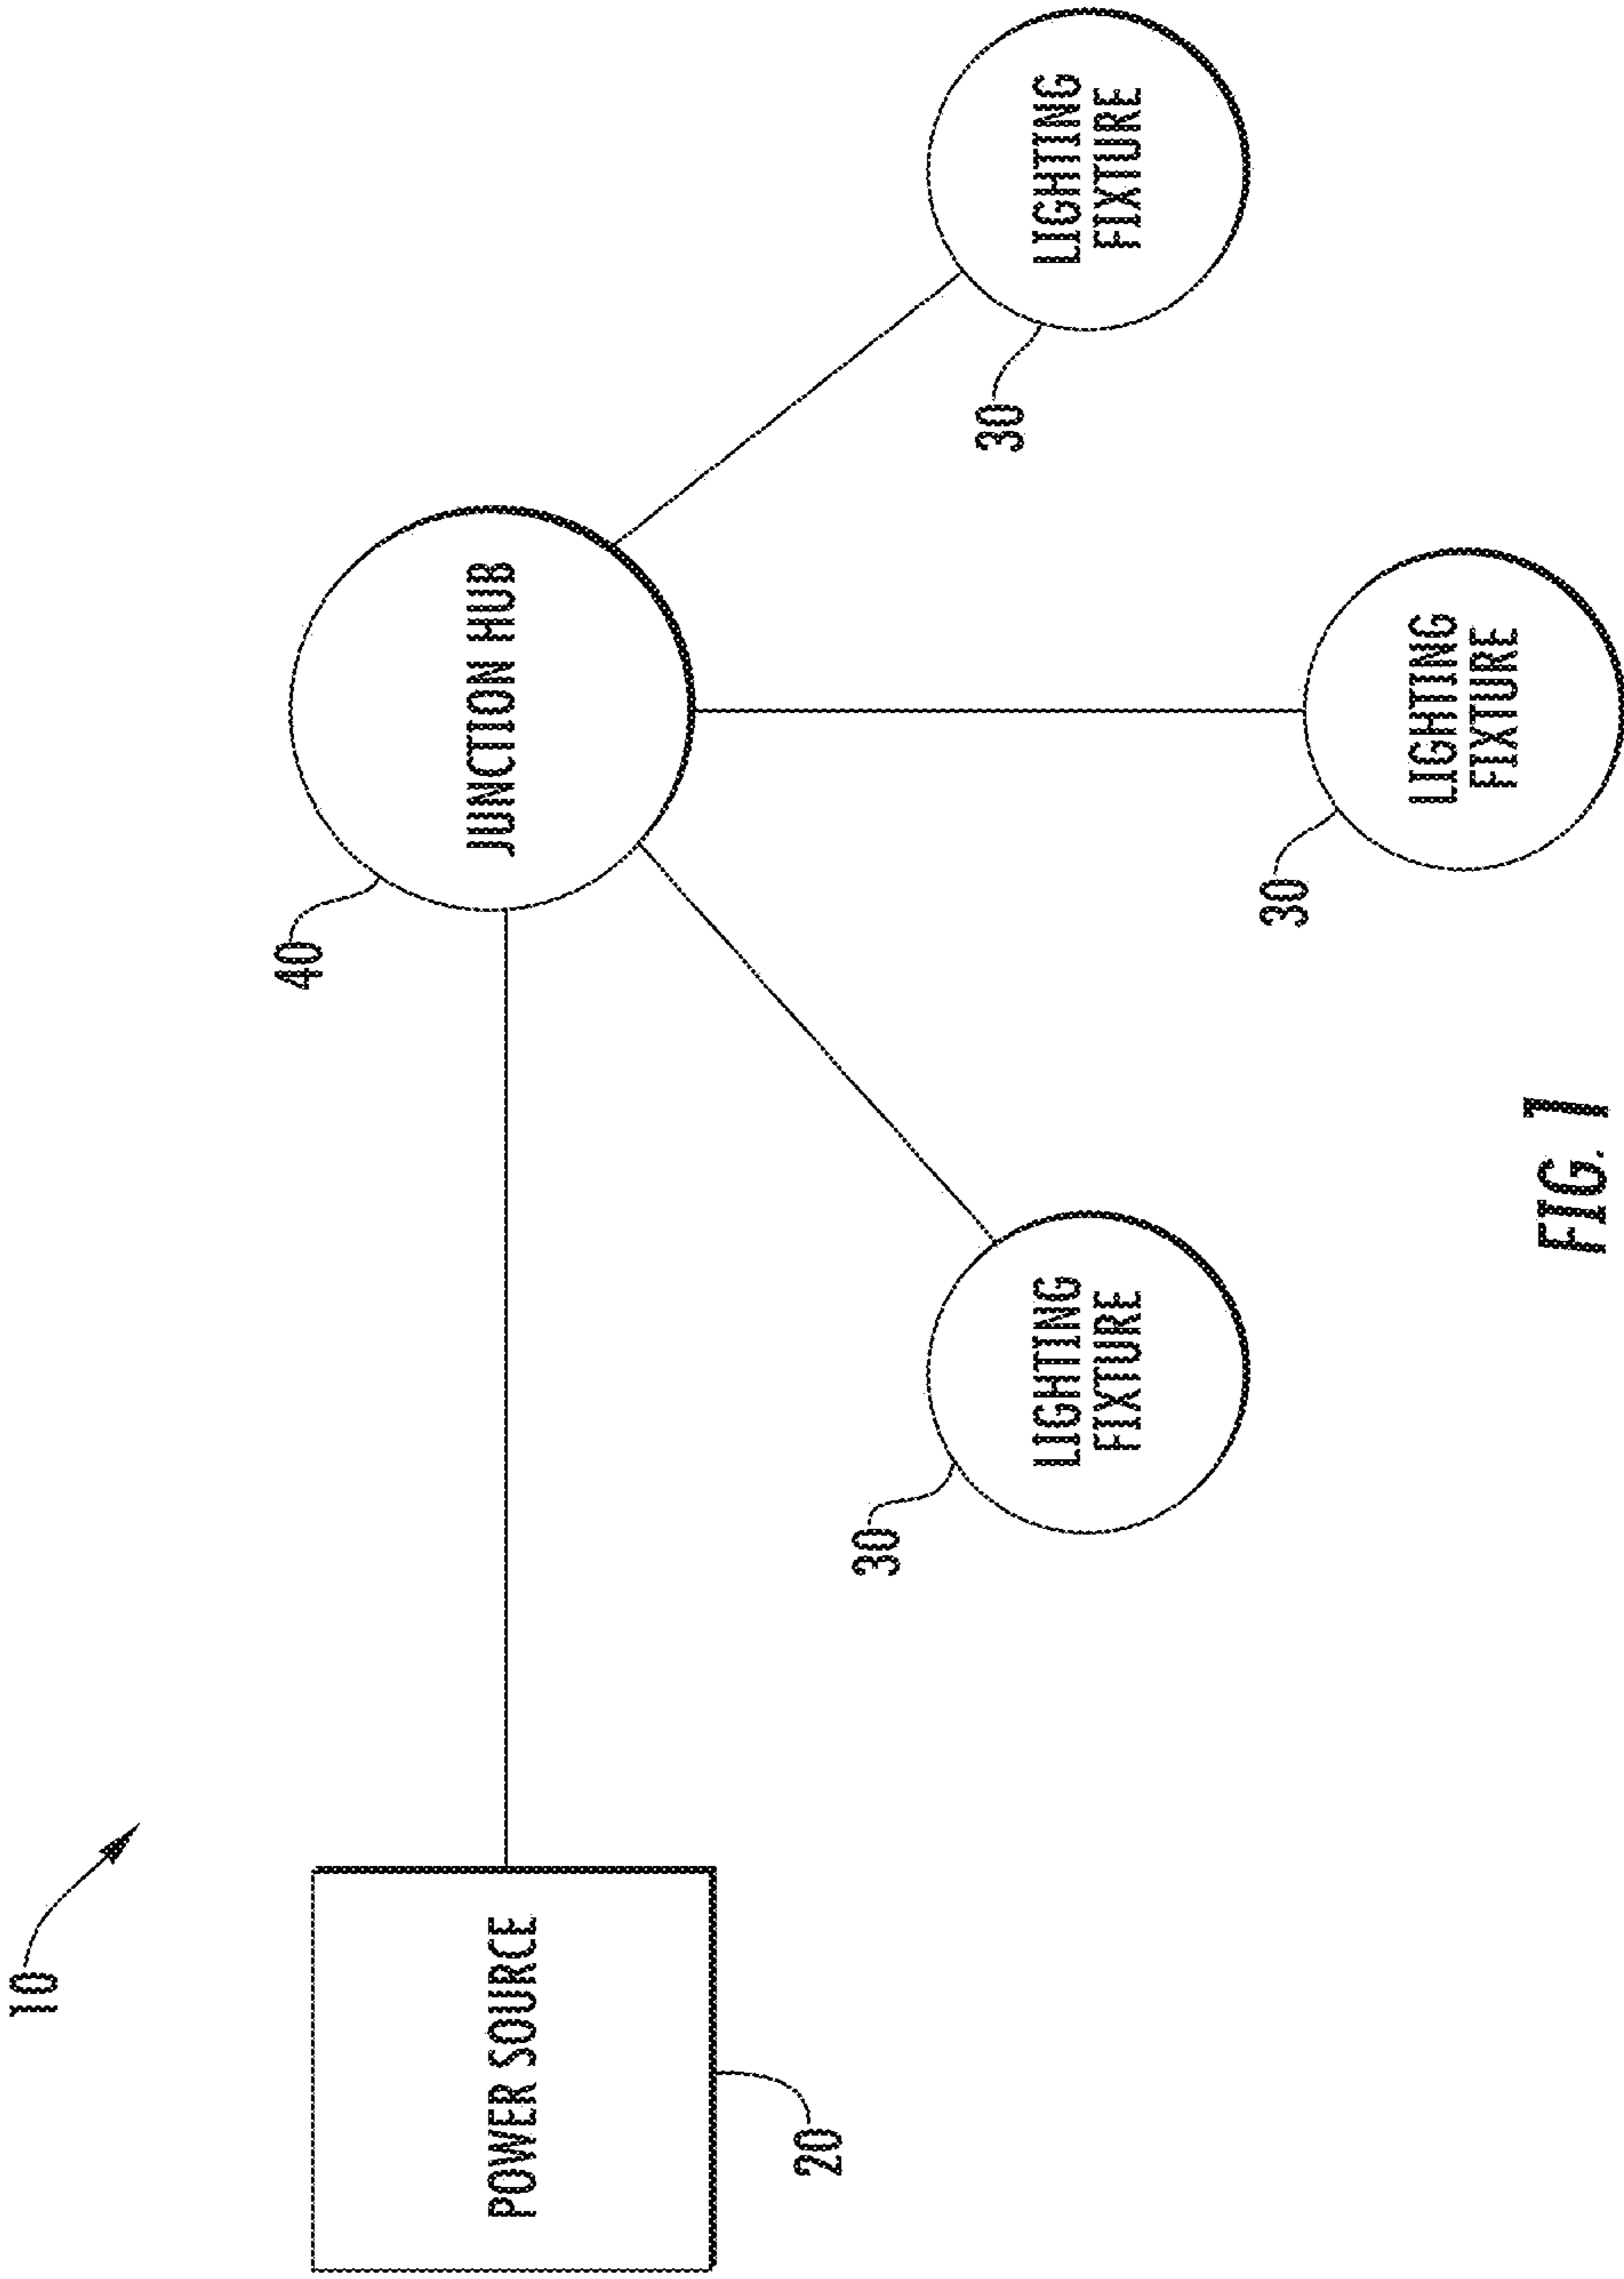 10
POWER SOURCE
20
40
JUNCTION HUB
30
LIGHTING
FIXTURE
30
LIGHTING
FIXTURE
30
LIGHTING
FIXTURE
FIG. 1